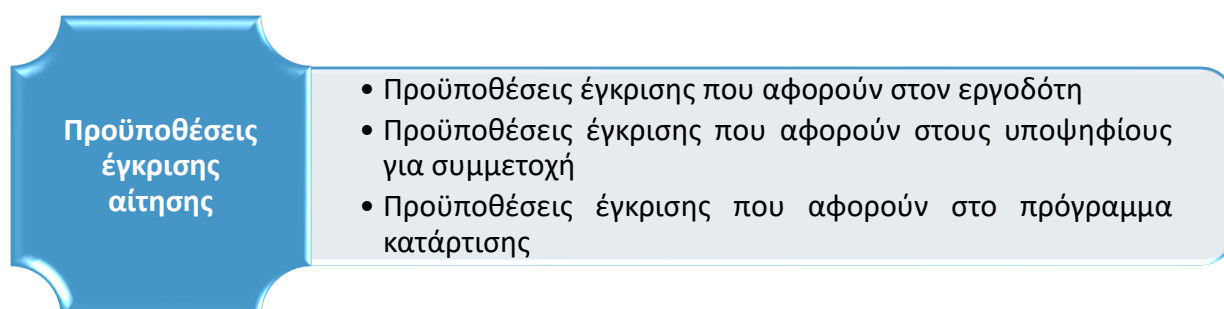 Προϋποθέσεις
έγκρισης
αίτησης
• Προϋποθέσεις έγκρισης που αφορούν στον εργοδότη
• Προϋποθέσεις έγκρισης που αφορούν στους υποψηφίους
για συμμετοχή
• Προϋποθέσεις έγκρισης που αφορούν στο πρόγραμμα
κατάρτισης